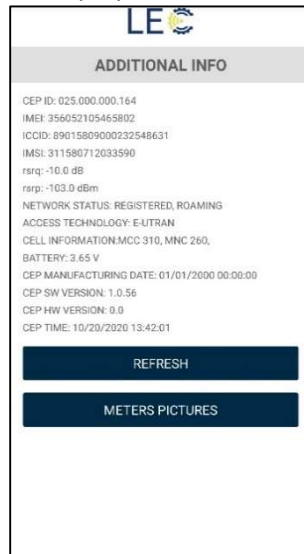 LEC
ADDITIONAL INFO
CEP ID: 025.000.000.164
IMEI: 356052105465802
ICCID: 89015809000232548631
IMSI: 311580712033590
rsrq: -10.0 dB
rsrp: -103.0 dBm
NETWORK STATUS: REGISTERED, ROAMING
ACCESS TECHNOLOGY: E-UTRAN
CELL INFORMATION:MCC 310, MNC 260,
BATTERY: 3.65 V
CEP MANUFACTURING DATE: 01/01/2000 00:00:00
CEP SW VERSION: 1.0.56
CEP HW VERSION: 0.0
CEP TIME: 10/20/2020 13:42:01
REFRESH
METERS PICTURES